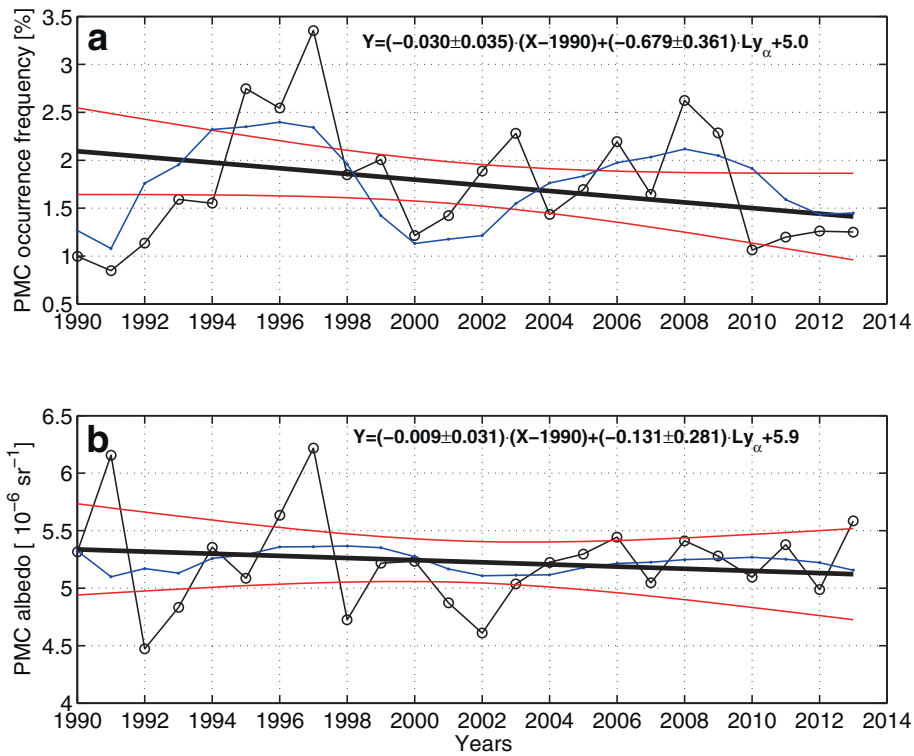 a
Y=(−0.030±0.035)·(X−1990)+(−0.679±0.361)·Lyα+5.0
PMC occurrence frequency [%]
3.5
3
2.5
2
1.5
1
0.5
1990 1992 1994 1996 1998 2000 2002 2004 2006 2008 2010 2012 2014
b
Y=(−0.009±0.031)·(X−1990)+(−0.131±0.281)·Lyα+5.9
PMC albedo [ 10⁻⁶ sr⁻¹]
6.5
6
5.5
5
4.5
4
1990 1992 1994 1996 1998 2000 2002 2004 2006 2008 2010 2012 2014
Years